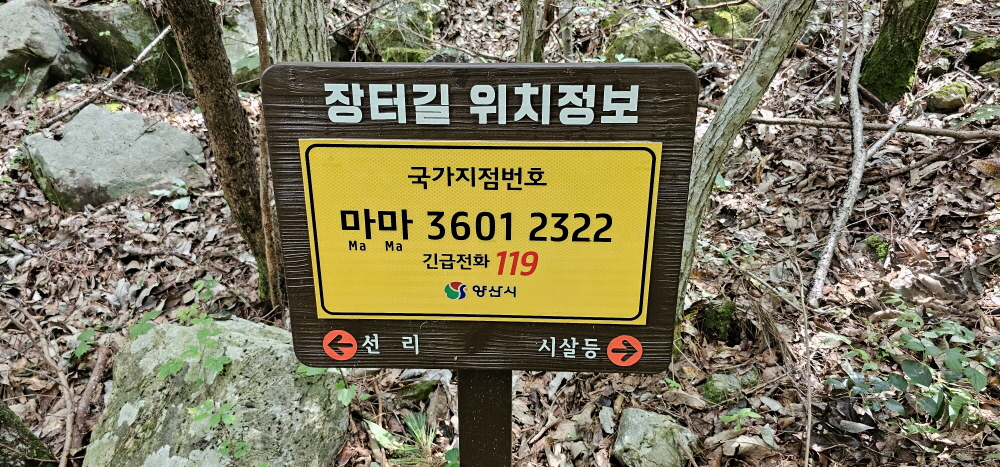 장터길 위치정보
국가지점번호
마마 3601 2322
Ma Ma
긴급전화 119
양산시
선 리
시살등